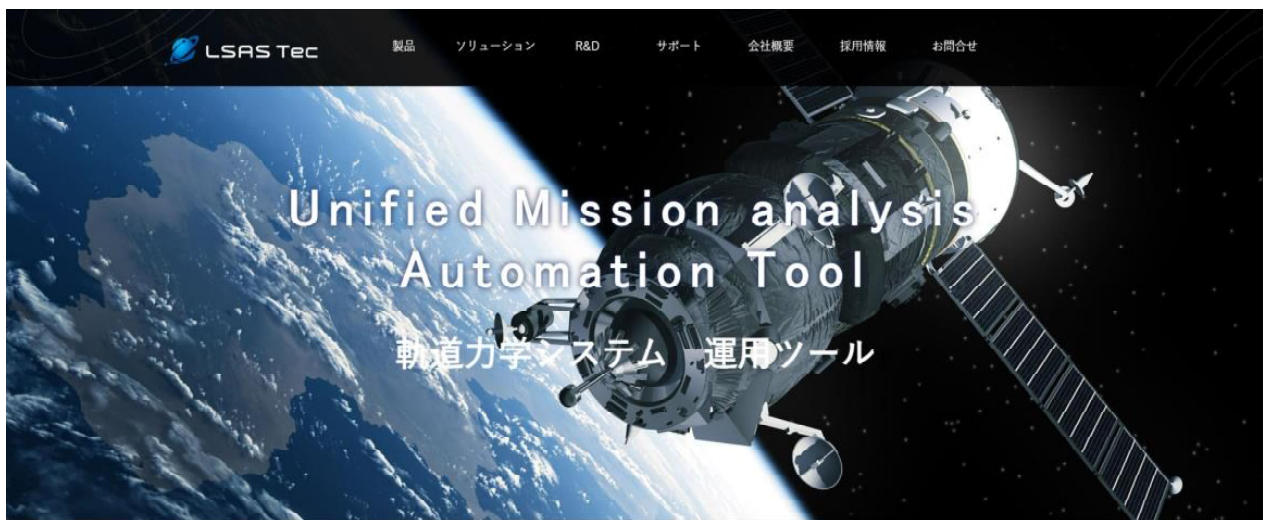 LSAS Tec
製品 ソリューション R&D サポート 会社概要 採用情報 お問合せ
Unified Mission analysis
Automation Tool
軌道力学システム 運用ツール